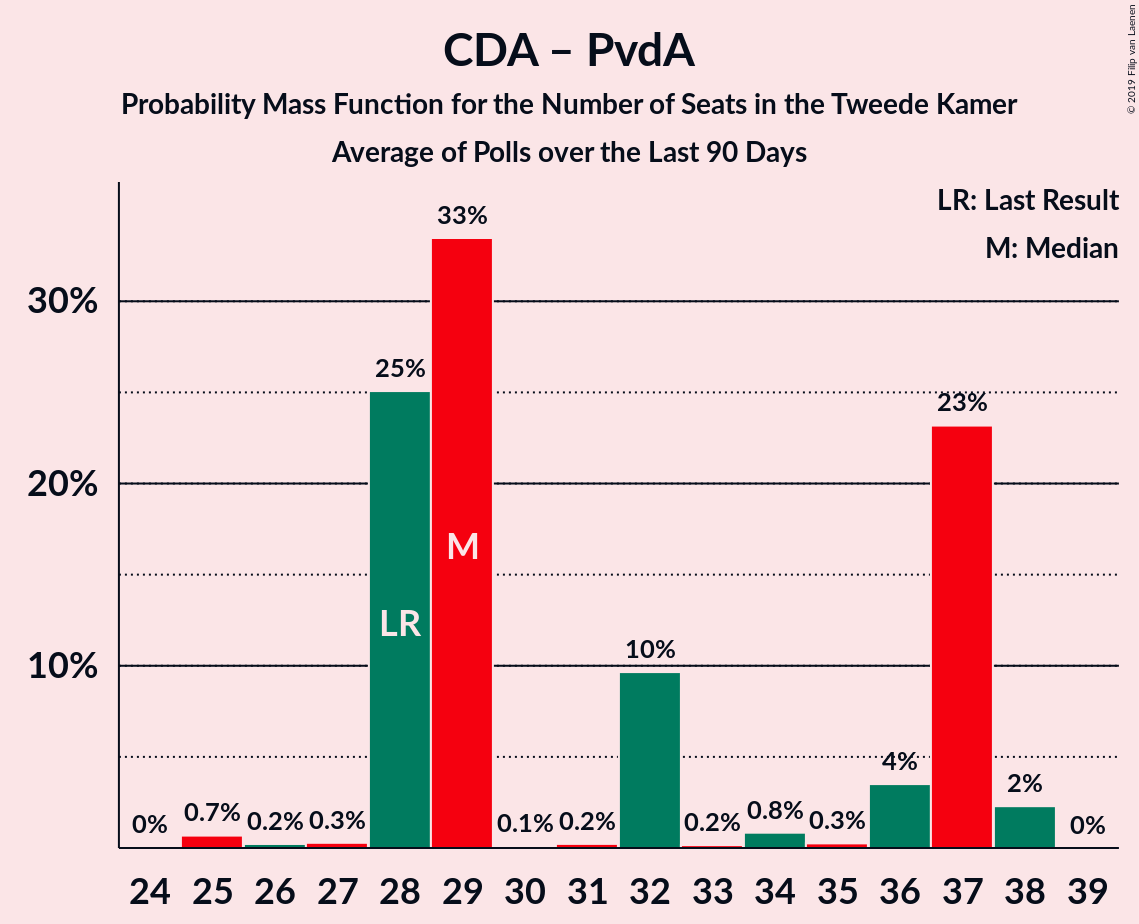 CDA – PvdA
Probability Mass Function for the Number of Seats in the Tweede Kamer
Average of Polls over the Last 90 Days
© 2019 Filip van Laenen
LR: Last Result
M: Median
30%
20%
10%
0%
0.7%
0.2%
0.3%
25%
33%
0.1%
0.2%
10%
0.2%
0.8%
0.3%
4%
23%
2%
0%
LR
M
24 25 26 27 28 29 30 31 32 33 34 35 36 37 38 39